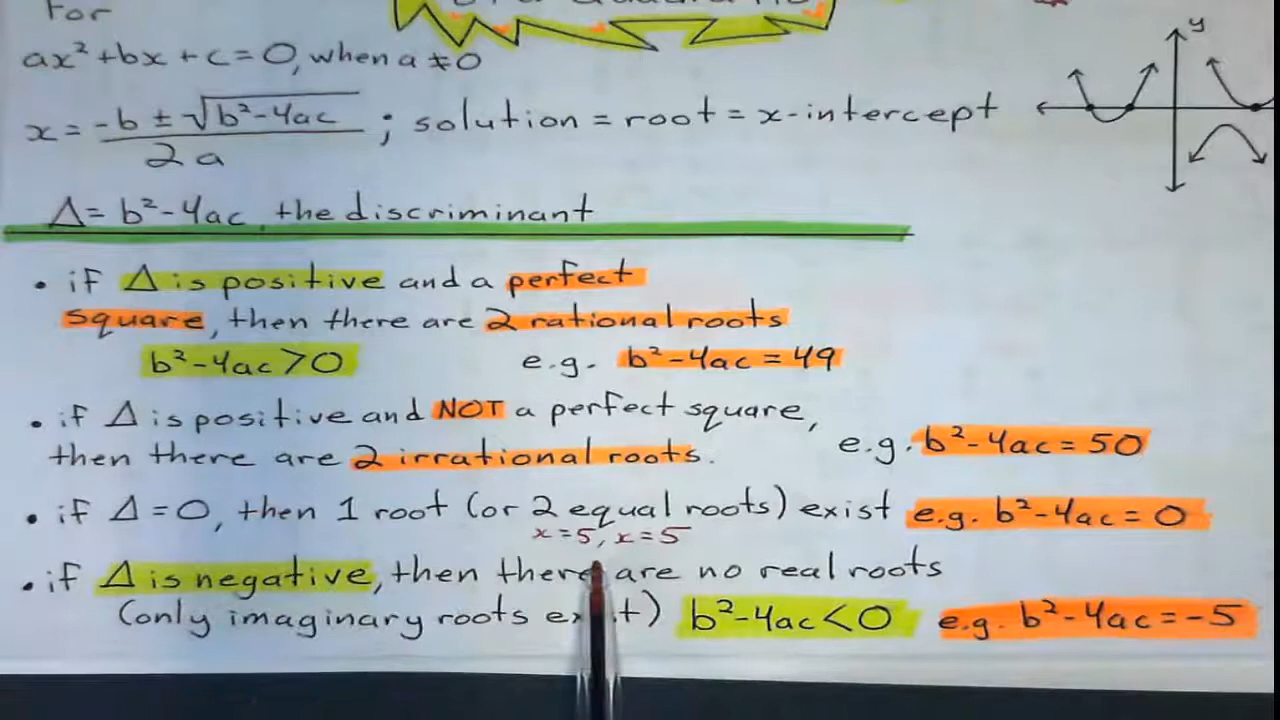 For
ax²+bx+c=0, when a≠0
x = (-b ± √(b²-4ac)) / 2a ; solution = root = x-intercept
y
Δ = b²-4ac, the discriminant
• if Δ is positive and a perfect
square, then there are 2 rational roots
b²-4ac>0 e.g. b²-4ac = 49
• if Δ is positive and NOT a perfect square,
then there are 2 irrational roots. e.g. b²-4ac = 50
• if Δ=0, then 1 root (or 2 equal roots) exist e.g. b²-4ac = 0
x=5, x=5
• if Δ is negative, then there are no real roots
(only imaginary roots exist) b²-4ac<0 e.g. b²-4ac = -5